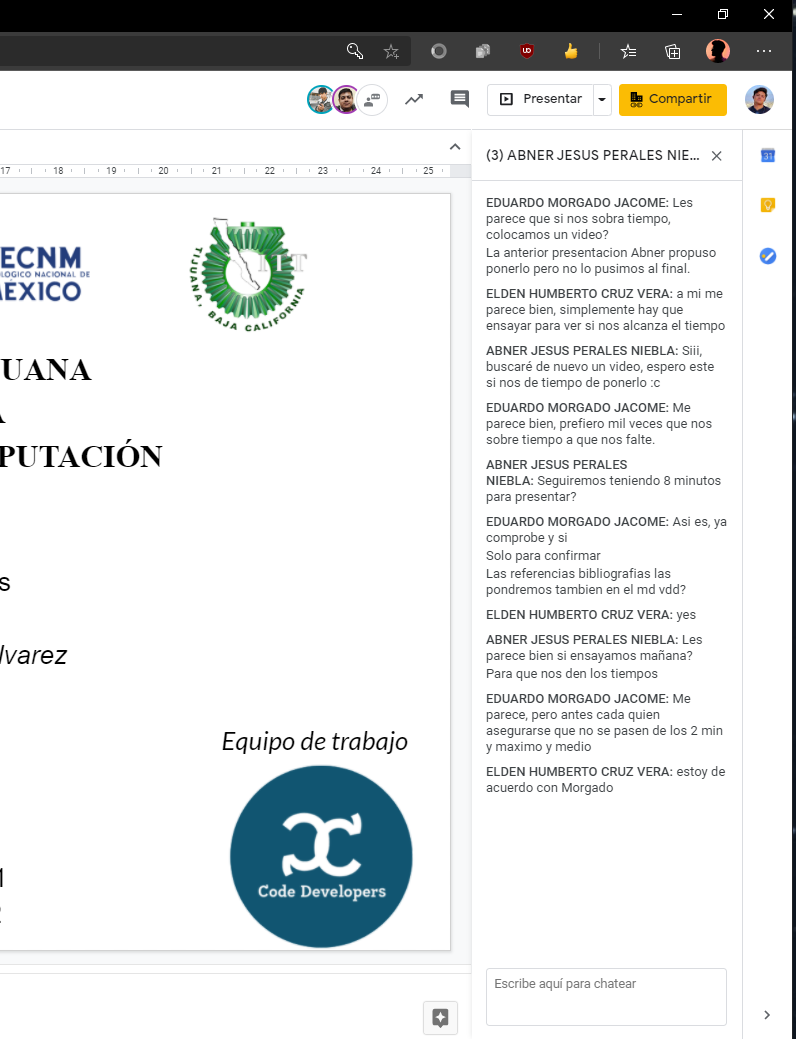 Presentar
Compartir
(3) ABNER JESUS PERALES NIE...
17 18 19 20 21 22 23 24 25
31
ECNM
LÓGICO NACIONAL DE
MÉXICO
ITT
TIJUANA, BAJA CALIFORNIA
UANA
A
PUTACIÓN
s
lvarez
Equipo de trabajo
Code Developers
1
2
EDUARDO MORGADO JACOME: Les
parece que si nos sobra tiempo,
colocamos un video?
La anterior presentacion Abner propuso
ponerlo pero no lo pusimos al final.
ELDEN HUMBERTO CRUZ VERA: a mi me
parece bien, simplemente hay que
ensayar para ver si nos alcanza el tiempo
ABNER JESUS PERALES NIEBLA: Siii,
buscaré de nuevo un video, espero este
si nos de tiempo de ponerlo :c
EDUARDO MORGADO JACOME: Me
parece bien, prefiero mil veces que nos
sobre tiempo a que nos falte.
ABNER JESUS PERALES
NIEBLA: Seguiremos teniendo 8 minutos
para presentar?
EDUARDO MORGADO JACOME: Asi es, ya
comprobe y si
Solo para confirmar
Las referencias bibliografias las
pondremos tambien en el md vdd?
ELDEN HUMBERTO CRUZ VERA: yes
ABNER JESUS PERALES NIEBLA: Les
parece bien si ensayamos mañana?
Para que nos den los tiempos
EDUARDO MORGADO JACOME: Me
parece, pero antes cada quien
asegurarse que no se pasen de los 2 min
y maximo y medio
ELDEN HUMBERTO CRUZ VERA: estoy de
acuerdo con Morgado
Escribe aquí para chatear